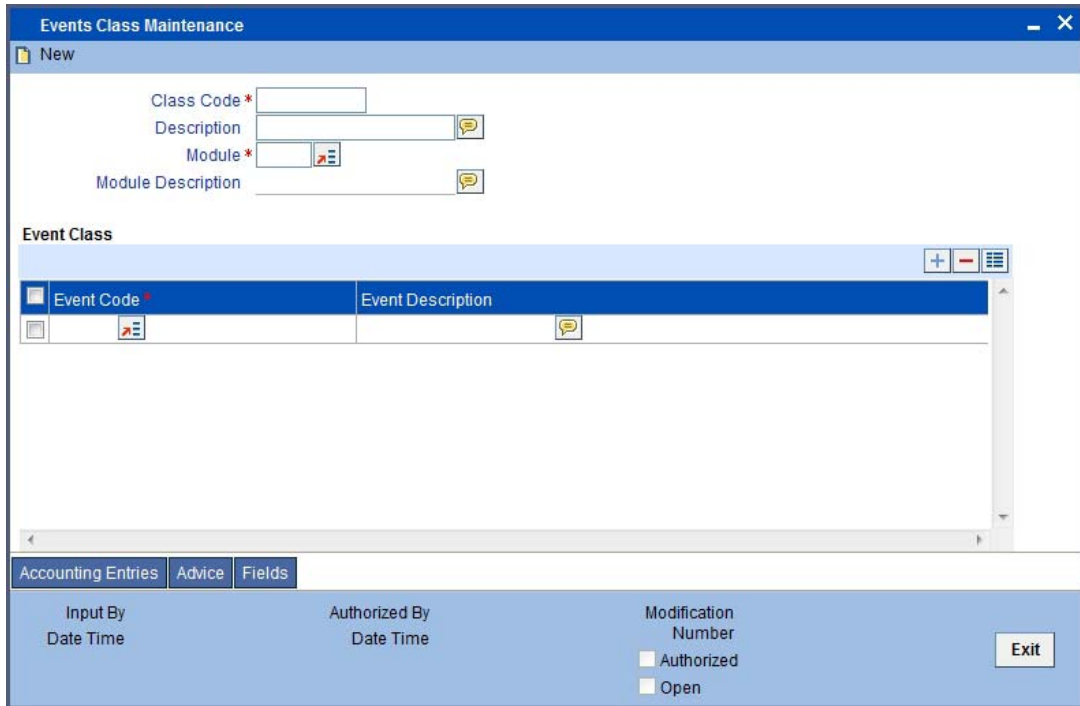 Events Class Maintenance
New
Class Code *
Description
Module *
Module Description
Event Class
Event Code * Event Description
Accounting Entries Advice Fields
Input By Authorized By Modification
Date Time Date Time Number
Authorized
Open
Exit